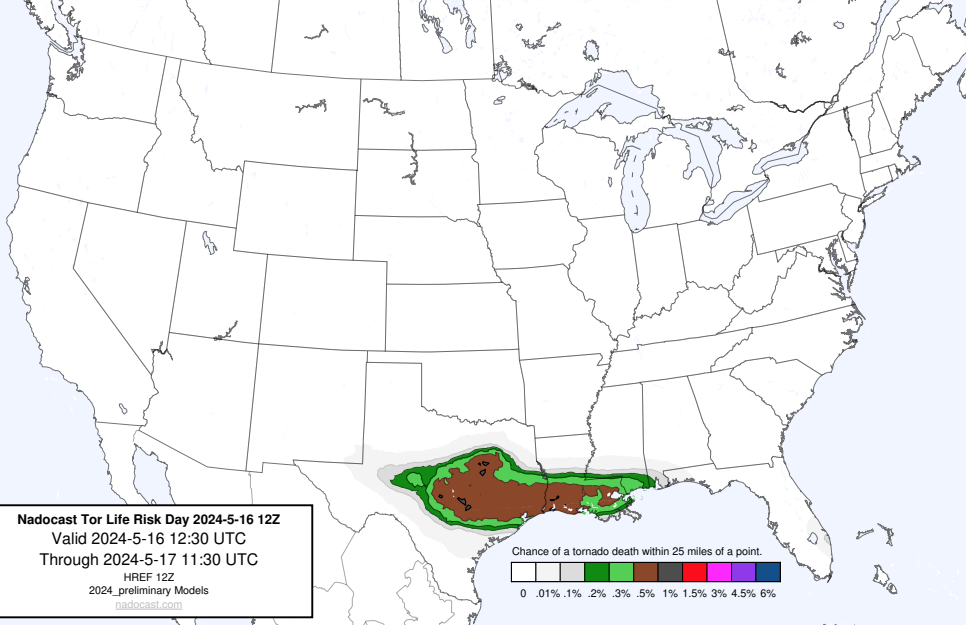 Nadocast Tor Life Risk Day 2024-5-16 12Z
Valid 2024-5-16 12:30 UTC
Through 2024-5-17 11:30 UTC
HREF 12Z
2024_preliminary Models
nadocast.com
Chance of a tornado death within 25 miles of a point.
0 .01% .1% .2% .3% .5% 1% 1.5% 3% 4.5% 6%